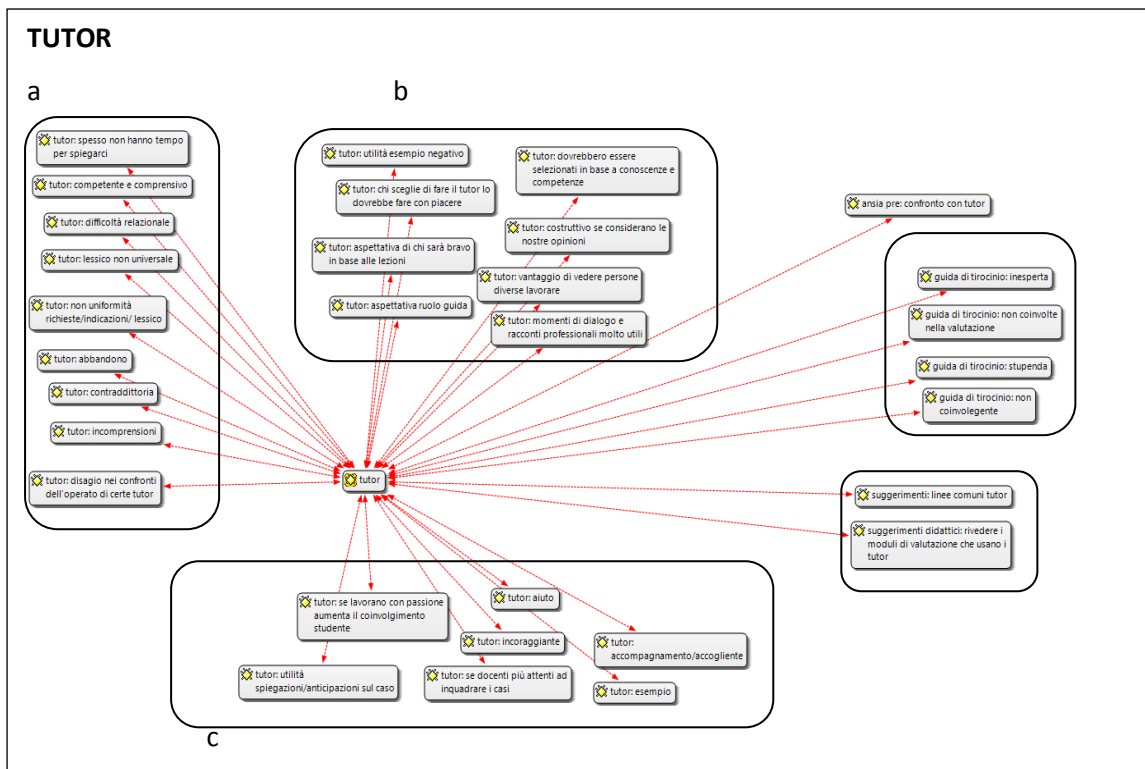 TUTOR
a
tutor: spesso non hanno tempo
per spiegarci
tutor: competente e comprensivo
tutor: difficoltà relazionale
tutor: lessico non universale
tutor: non uniformità
richieste/indicazioni/ lessico
tutor: abbandono
tutor: contraddittoria
tutor: incomprensioni
tutor: disagio nei confronti
dell'operato di certe tutor
b
tutor: utilità esempio negativo
tutor: chi sceglie di fare il tutor lo
dovrebbe fare con piacere
tutor: aspettativa di chi sarà bravo
in base alle lezioni
tutor: aspettativa ruolo guida
tutor: dovrebbero essere
selezionati in base a conoscenze e
competenze
tutor: costruttivo se considerano le
nostre opinioni
tutor: vantaggio di vedere persone
diverse lavorare
tutor: momenti di dialogo e
racconti professionali molto utili
ansia pre: confronto con tutor
guida di tirocinio: inesperta
guida di tirocinio: non coinvolte
nella valutazione
guida di tirocinio: stupenda
guida di tirocinio: non
coinvolegente
tutor
suggerimenti: linee comuni tutor
suggerimenti didattici: rivedere i
moduli di valutazione che usano i
tutor
tutor: se lavorano con passione
aumenta il coinvolgimento
studente
tutor: aiuto
tutor: incoraggiante
tutor:
accompagnamento/accogliente
tutor: utilità
spiegazioni/anticipazioni sul caso
tutor: se docenti più attenti ad
inquadrare i casi
tutor: esempio
c